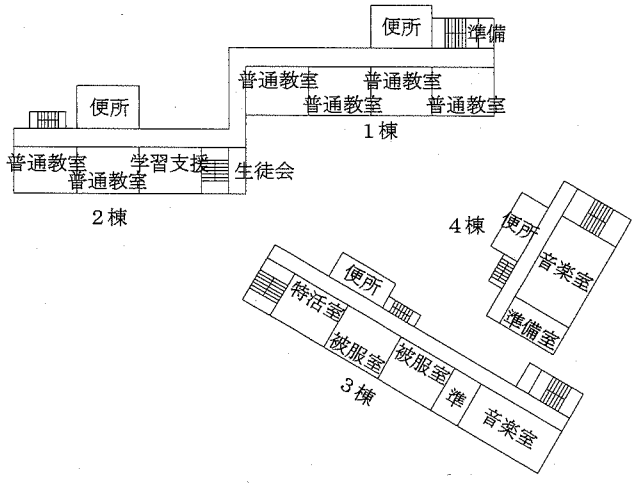 便所
準備
普通教室
普通教室
普通教室
普通教室
1棟
便所
普通教室
普通教室
学習支援
生徒会
2棟
4棟
便所
音楽室
準備室
便所
特活室
被服室
被服室
準
音楽室
3棟